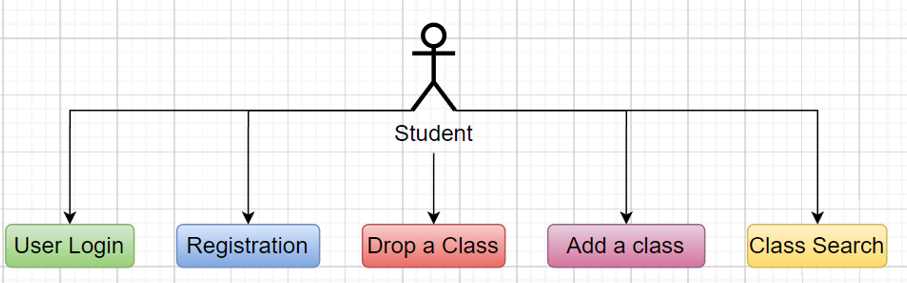 Student
User Login
Registration
Drop a Class
Add a class
Class Search